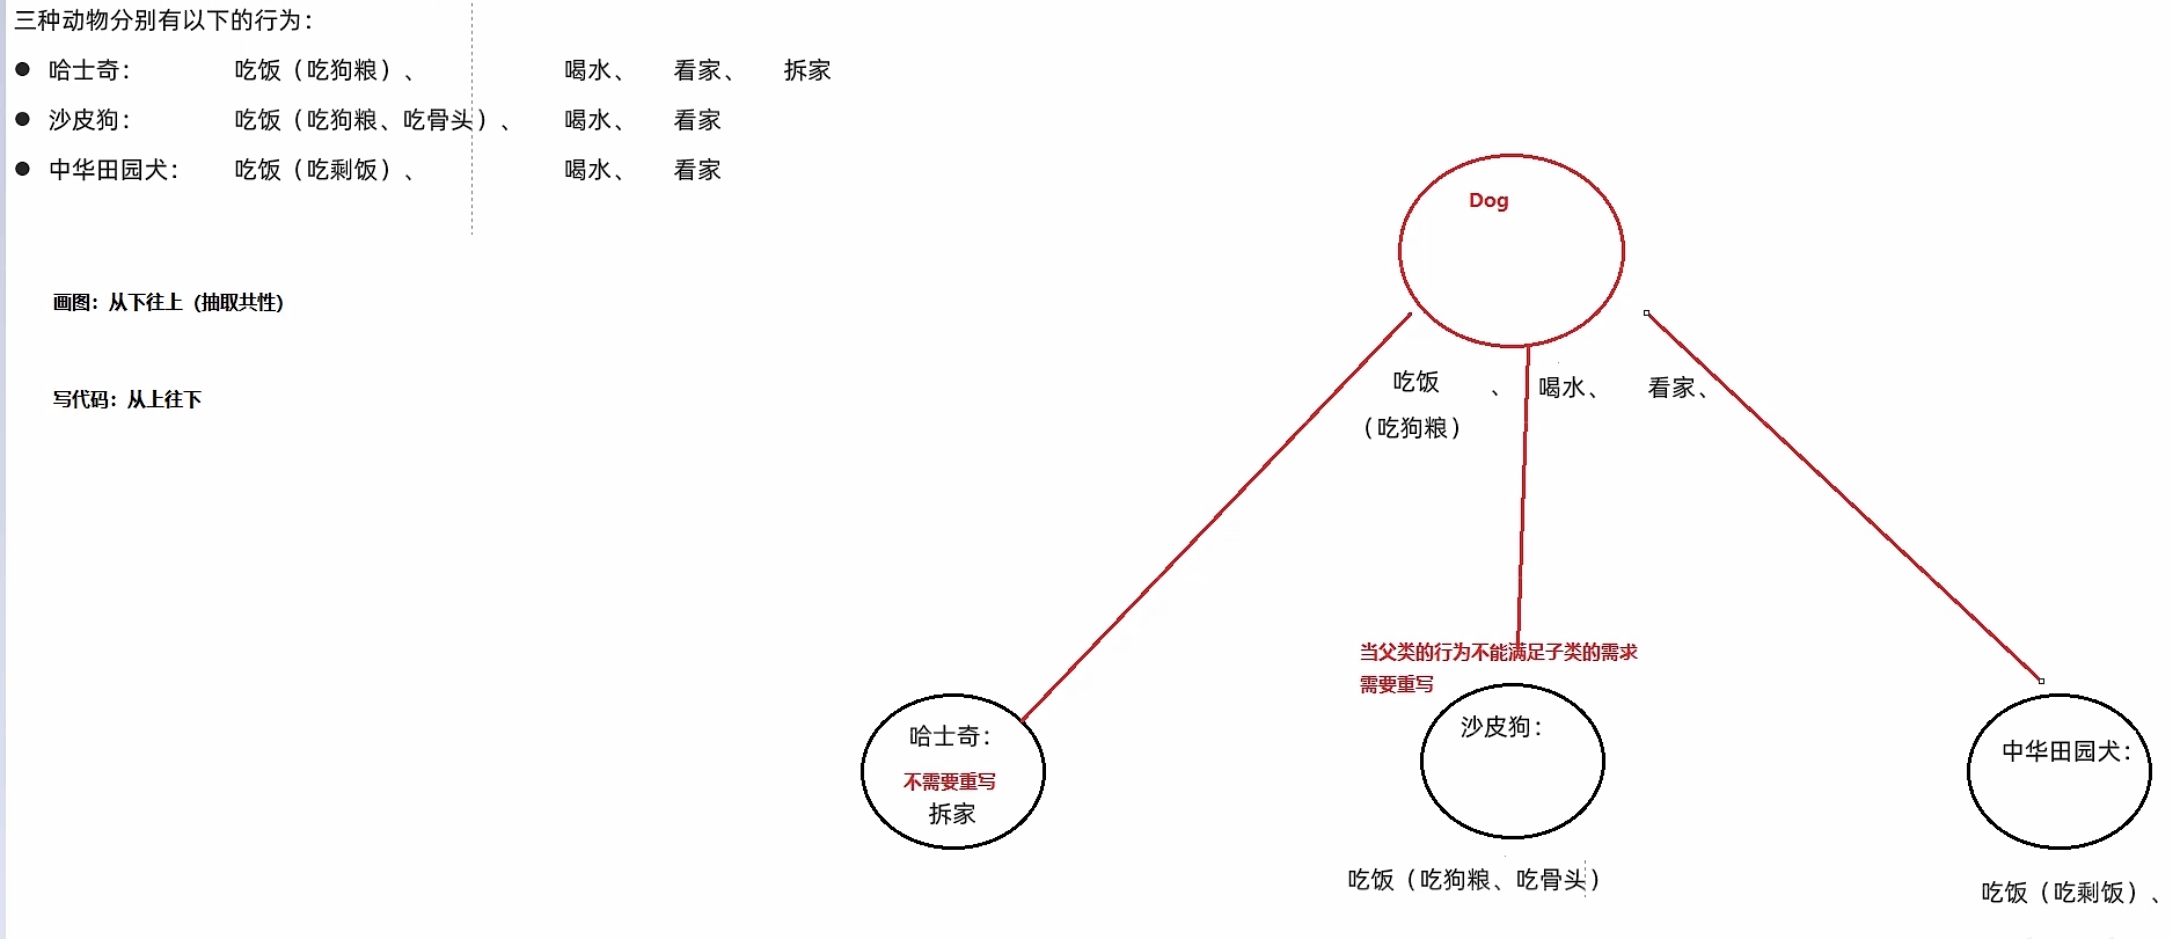 三种动物分别有以下的行为：
● 哈士奇： 吃饭（吃狗粮）、 喝水、 看家、 拆家
● 沙皮狗： 吃饭（吃狗粮、吃骨头）、 喝水、 看家
● 中华田园犬： 吃饭（吃剩饭）、 喝水、 看家
画图：从下往上（抽取共性）
写代码：从上往下
Dog
吃饭 、 喝水、 看家、
（吃狗粮）
当父类的行为不能满足子类的需求
需要重写
哈士奇：
不需要重写
拆家
沙皮狗：
吃饭（吃狗粮、吃骨头）
中华田园犬：
吃饭（吃剩饭）、